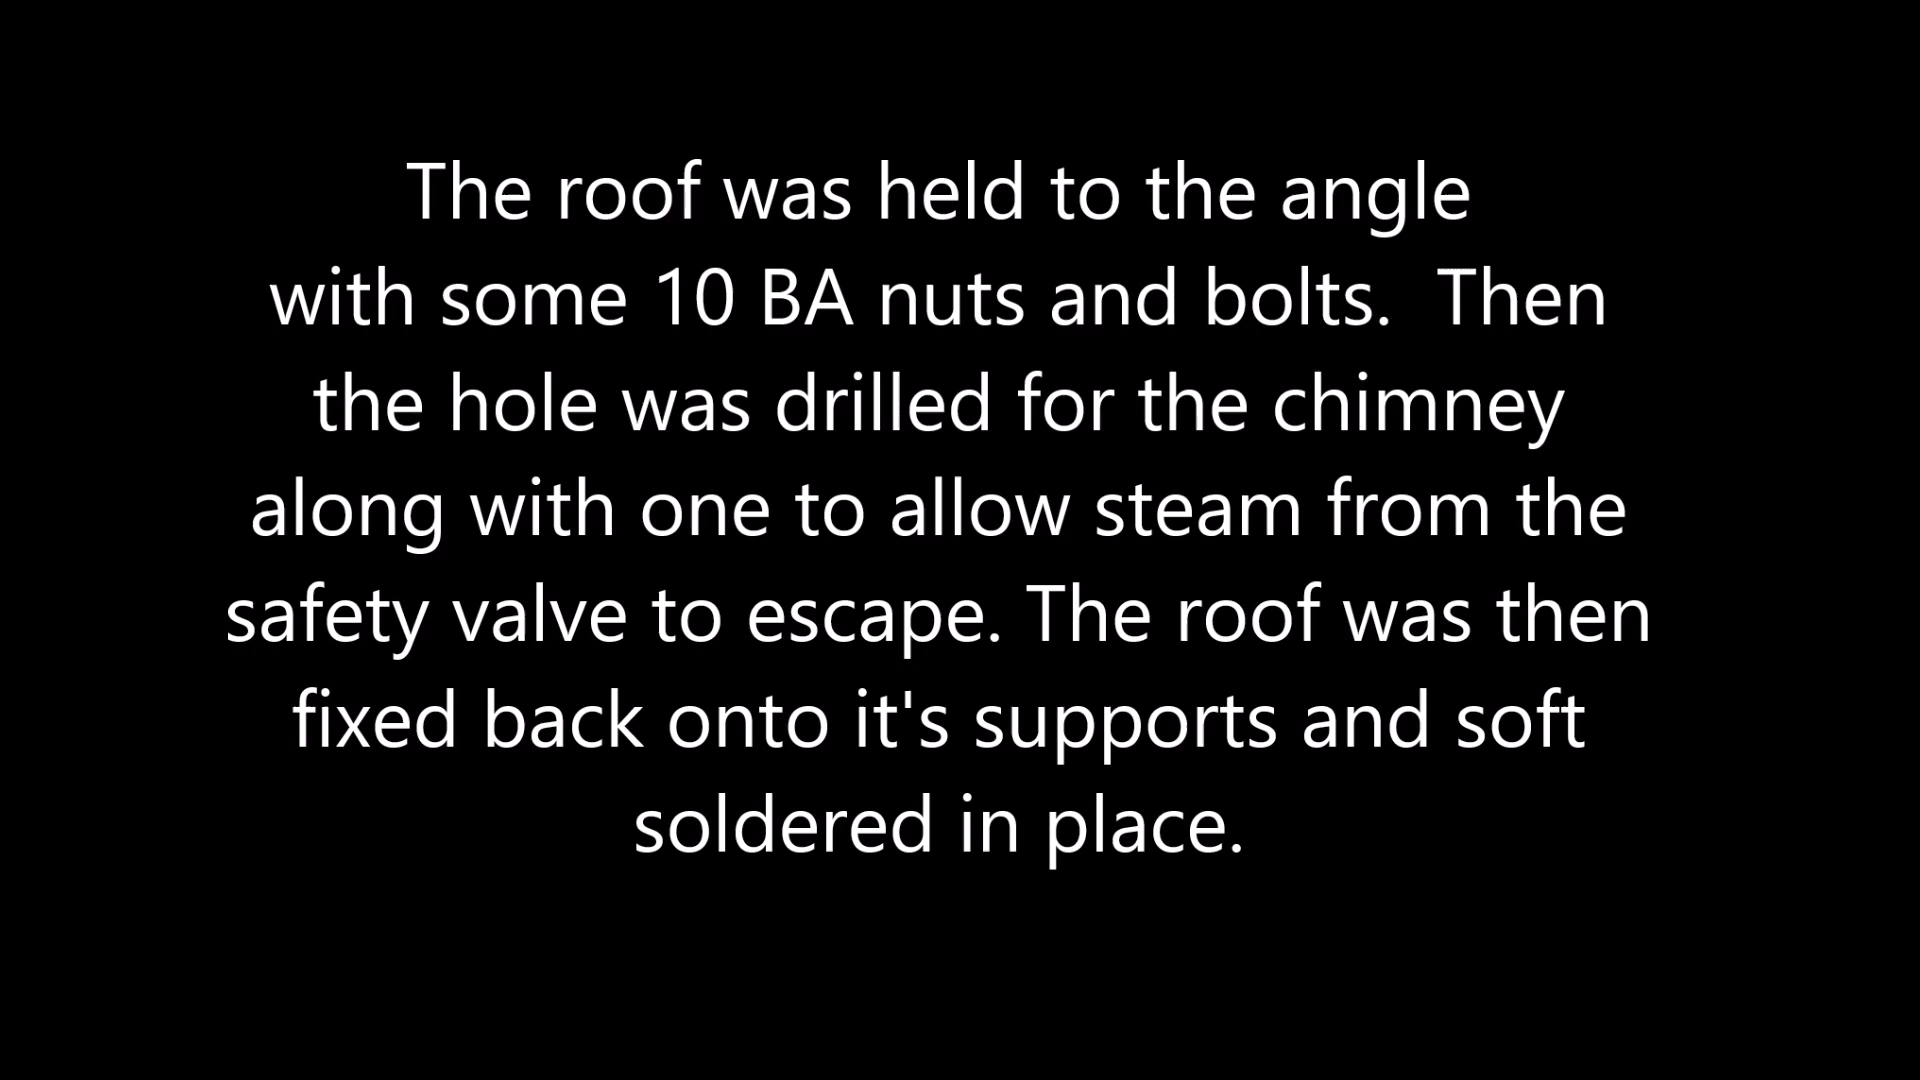 The roof was held to the angle
with some 10 BA nuts and bolts.  Then
the hole was drilled for the chimney
along with one to allow steam from the
safety valve to escape. The roof was then
fixed back onto it's supports and soft
soldered in place.